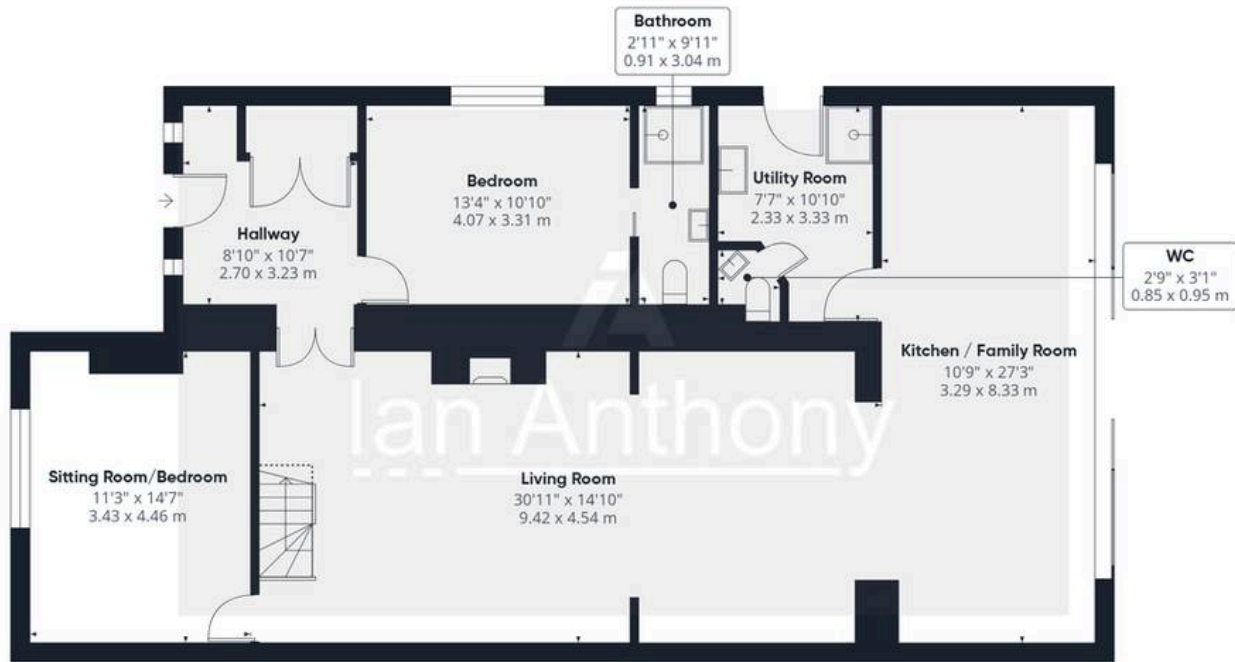 Bathroom
2'11" x 9'11"
0.91 x 3.04 m
Bedroom
13'4" x 10'10"
4.07 x 3.31 m
Utility Room
7'7" x 10'10"
2.33 x 3.33 m
Hallway
8'10" x 10'7"
2.70 x 3.23 m
WC
2'9" x 3'1"
0.85 x 0.95 m
Kitchen / Family Room
10'9" x 27'3"
3.29 x 8.33 m
Ian Anthony
Sitting Room/Bedroom
11'3" x 14'7"
3.43 x 4.46 m
Living Room
30'11" x 14'10"
9.42 x 4.54 m